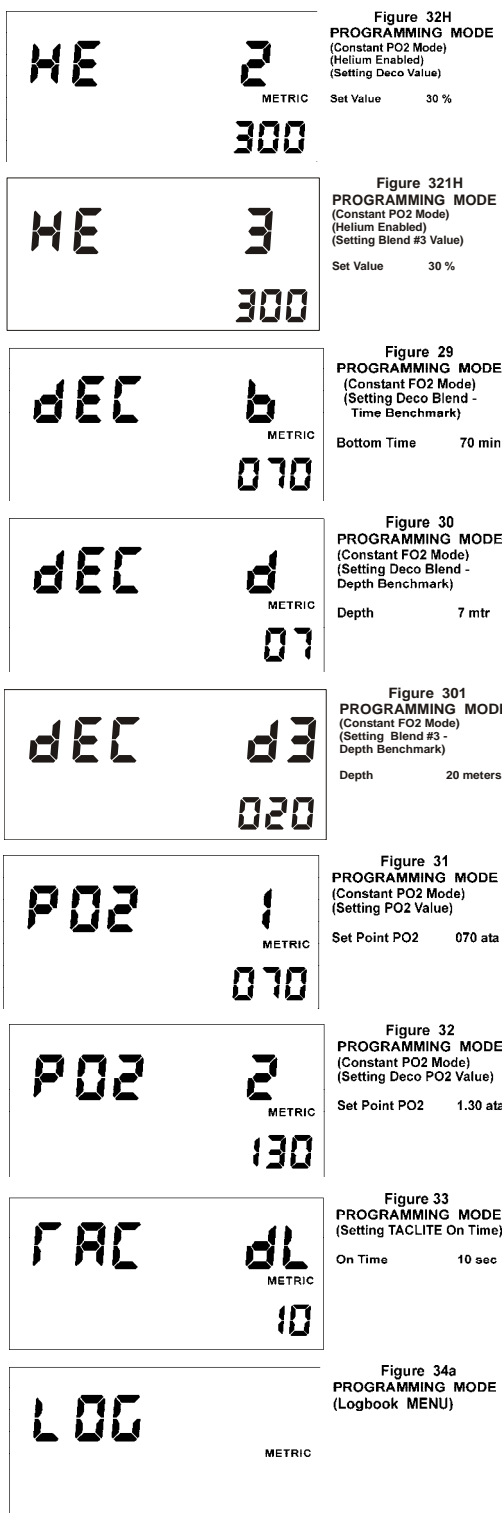 HE 2
METRIC
300
Figure 32H
PROGRAMMING MODE
(Constant PO2 Mode)
(Helium Enabled)
(Setting Deco Value)
Set Value 30 %
HE 3
300
Figure 321H
PROGRAMMING MODE
(Constant PO2 Mode)
(Helium Enabled)
(Setting Blend #3 Value)
Set Value 30 %
dEC b
METRIC
070
Figure 29
PROGRAMMING MODE
(Constant FO2 Mode)
(Setting Deco Blend -
Time Benchmark)
Bottom Time 70 min
dEC d
METRIC
07
Figure 30
PROGRAMMING MODE
(Constant FO2 Mode)
(Setting Deco Blend -
Depth Benchmark)
Depth 7 mtr
dEC d3
020
Figure 301
PROGRAMMING MODE
(Constant FO2 Mode)
(Setting Blend #3 -
Depth Benchmark)
Depth 20 meters
PO2 1
METRIC
070
Figure 31
PROGRAMMING MODE
(Constant PO2 Mode)
(Setting PO2 Value)
Set Point PO2 070 ata
PO2 2
METRIC
130
Figure 32
PROGRAMMING MODE
(Constant PO2 Mode)
(Setting Deco PO2 Value)
Set Point PO2 1.30 ata
TAC dL
METRIC
10
Figure 33
PROGRAMMING MODE
(Setting TACLITE On Time)
On Time 10 sec
LOG
METRIC
Figure 34a
PROGRAMMING MODE
(Logbook MENU)